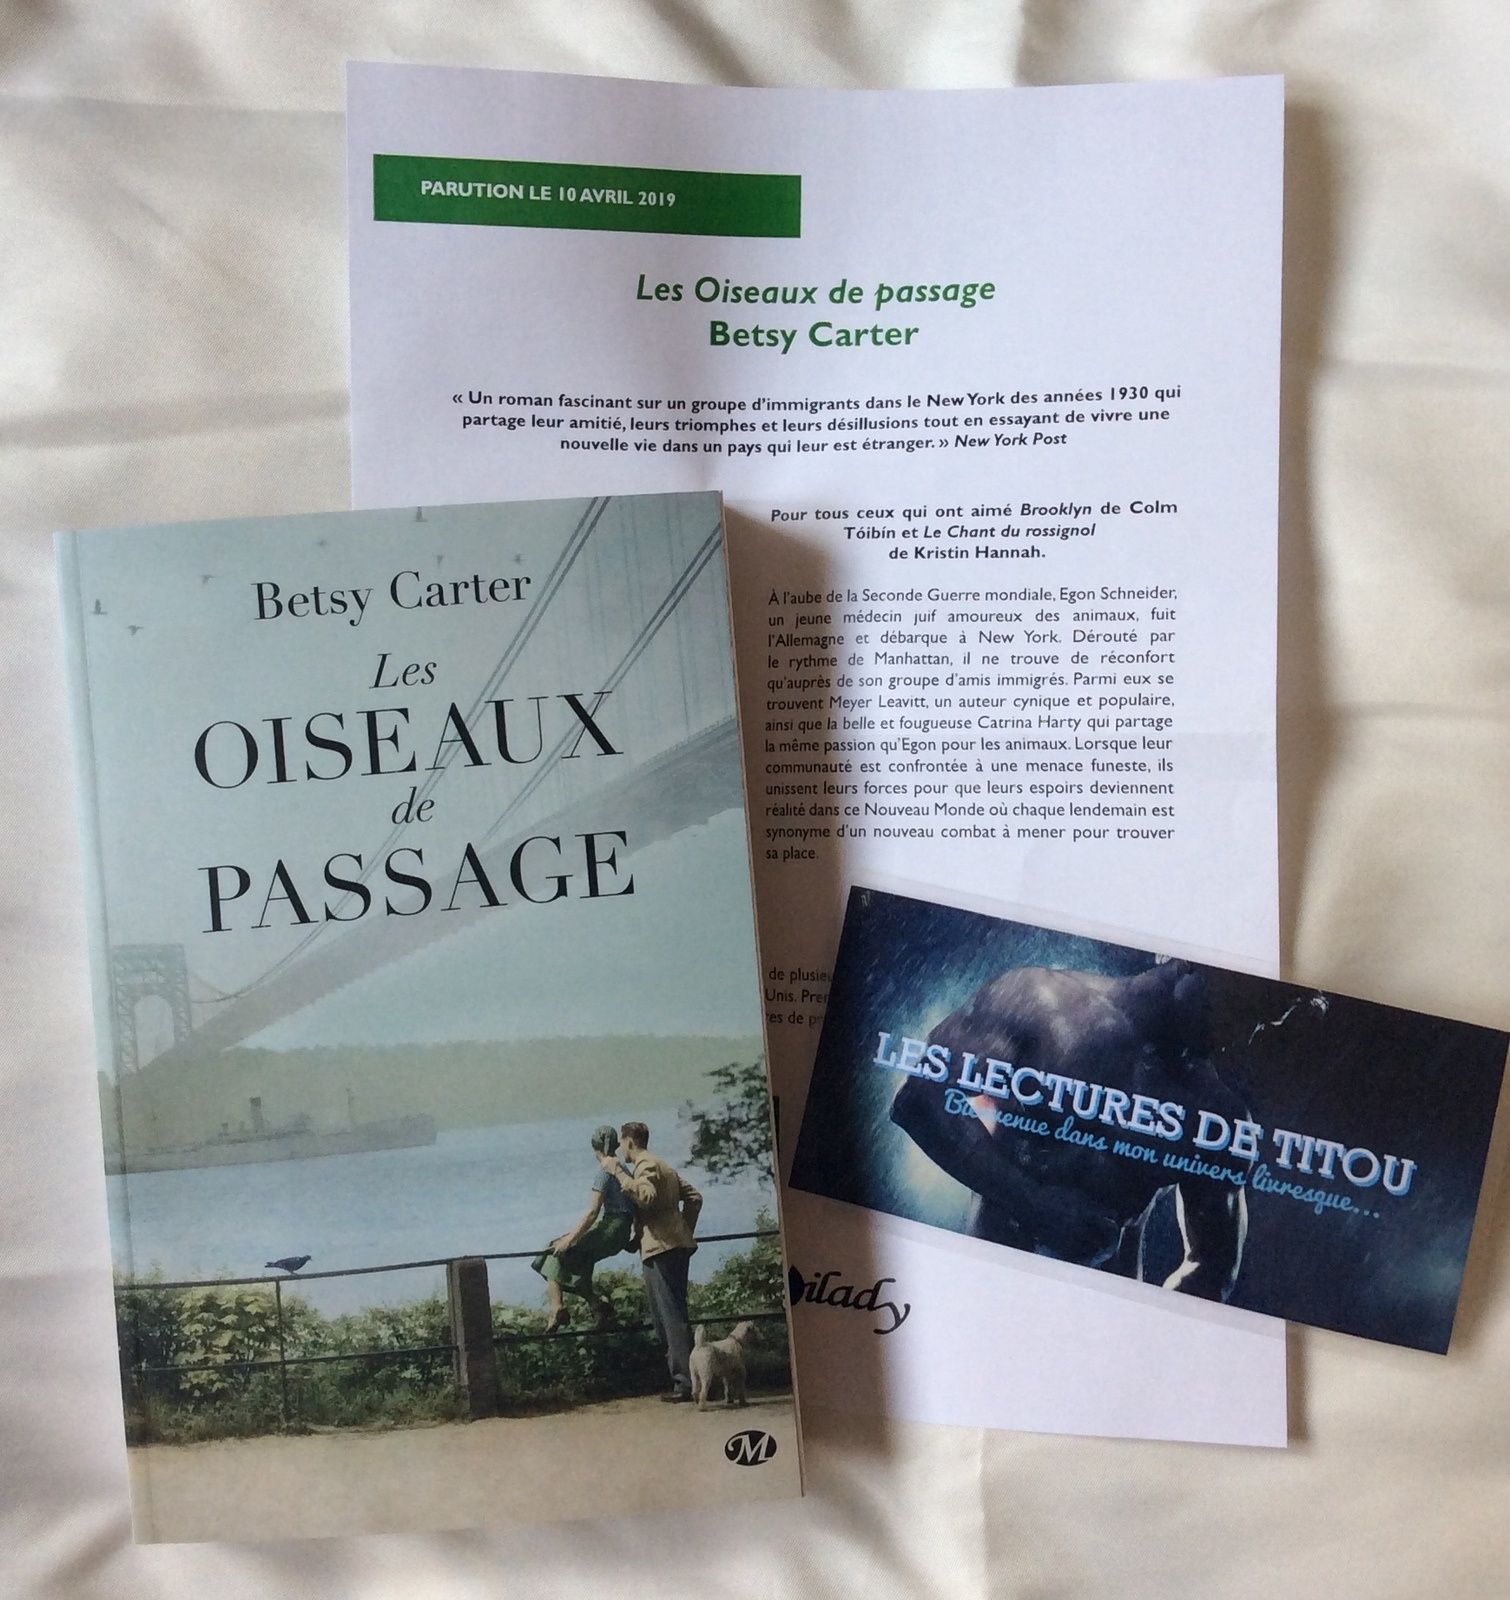 PARUTION LE 10 AVRIL 2019
Les Oiseaux de passage
Betsy Carter
« Un roman fascinant sur un groupe d'immigrants dans le New York des années 1930 qui
partage leur amitié, leurs triomphes et leurs désillusions tout en essayant de vivre une
nouvelle vie dans un pays qui leur est étranger. » New York Post
Pour tous ceux qui ont aimé Brooklyn de Colm
Tóibín et Le Chant du rossignol
de Kristin Hannah.
À l'aube de la Seconde Guerre mondiale, Egon Schneider,
un jeune médecin juif amoureux des animaux, fuit
l'Allemagne et débarque à New York. Dérouté par
le rythme de Manhattan, il ne trouve de réconfort
qu'auprès de son groupe d'amis immigrés. Parmi eux se
trouvent Meyer Leavitt, un auteur cynique et populaire,
ainsi que la belle et fougueuse Catrina Harty qui partage
la même passion qu'Egon pour les animaux. Lorsque leur
communauté est confrontée à une menace funeste, ils
unissent leurs forces pour que leurs espoirs deviennent
réalité dans ce Nouveau Monde où chaque lendemain est
synonyme d'un nouveau combat à mener pour trouver
sa place.
de plusie
Unis. Pre
res de p
ilady
Betsy Carter
Les
OISEAUX
de
PASSAGE
M
LES LECTURES DE TITOU
Bienvenue dans mon univers livresque...